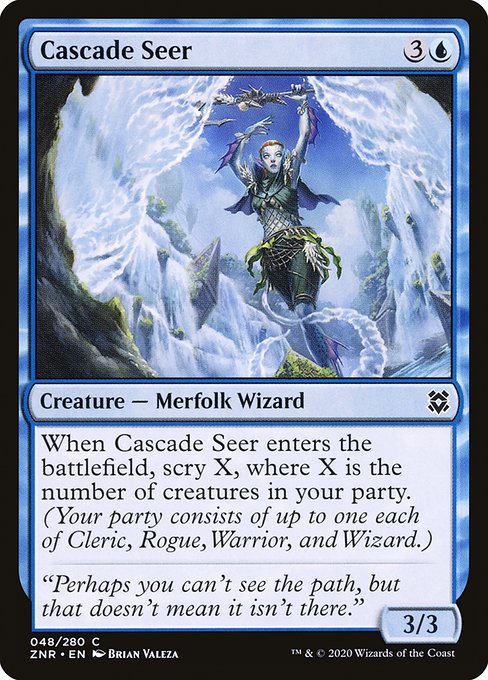 Cascade Seer 3
Creature — Merfolk Wizard
When Cascade Seer enters the
battlefield, scry X, where X is the
number of creatures in your party.
(Your party consists of up to one each
of Cleric, Rogue, Warrior, and Wizard.)
“Perhaps you can’t see the path, but
that doesn’t mean it isn’t there.”
3/3
048/280 C
ZNR • EN Brian Valeza ™ & © 2020 Wizards of the Coast